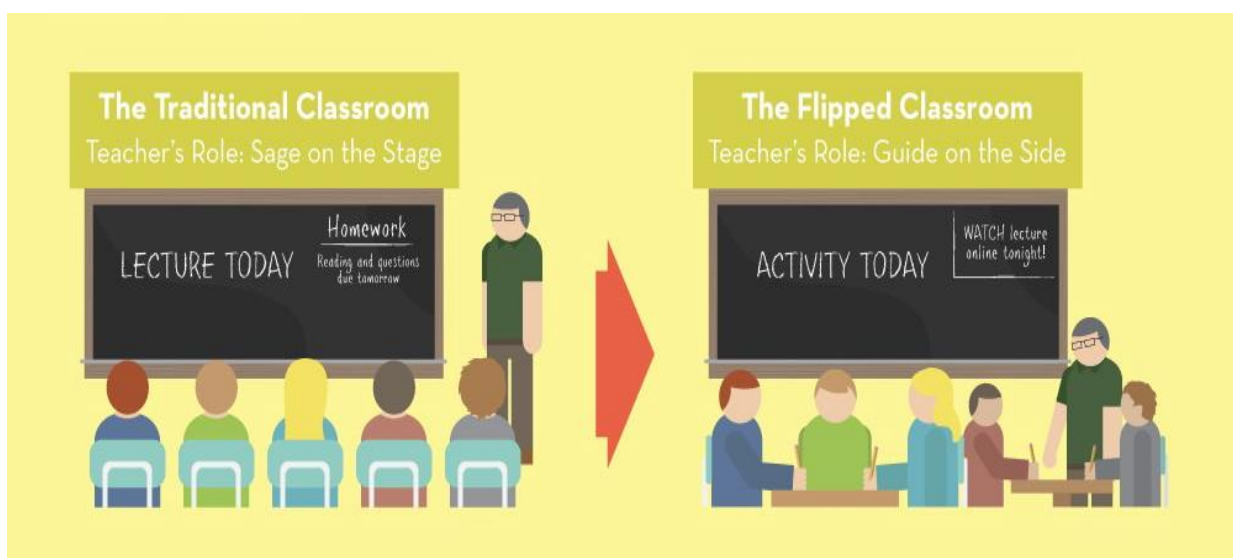 The Traditional Classroom
Teacher's Role: Sage on the Stage
LECTURE TODAY
Homework
Reading and questions
due tomorrow
The Flipped Classroom
Teacher's Role: Guide on the Side
ACTIVITY TODAY
WATCH lecture
online tonight!